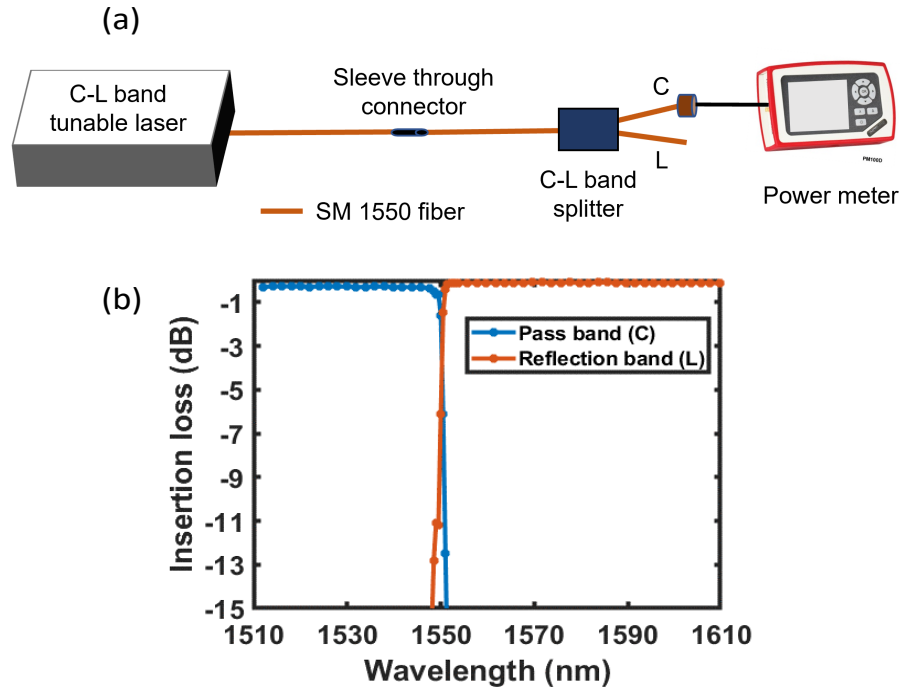 (a)
C-L band
tunable laser
Sleeve through
connector
C
L
C-L band
splitter
PM100D
Power meter
SM 1550 fiber
(b)
Insertion loss (dB)
-1
-3
-5
-7
-9
-11
-13
-15
Pass band (C)
Reflection band (L)
1510 1530 1550 1570 1590 1610
Wavelength (nm)